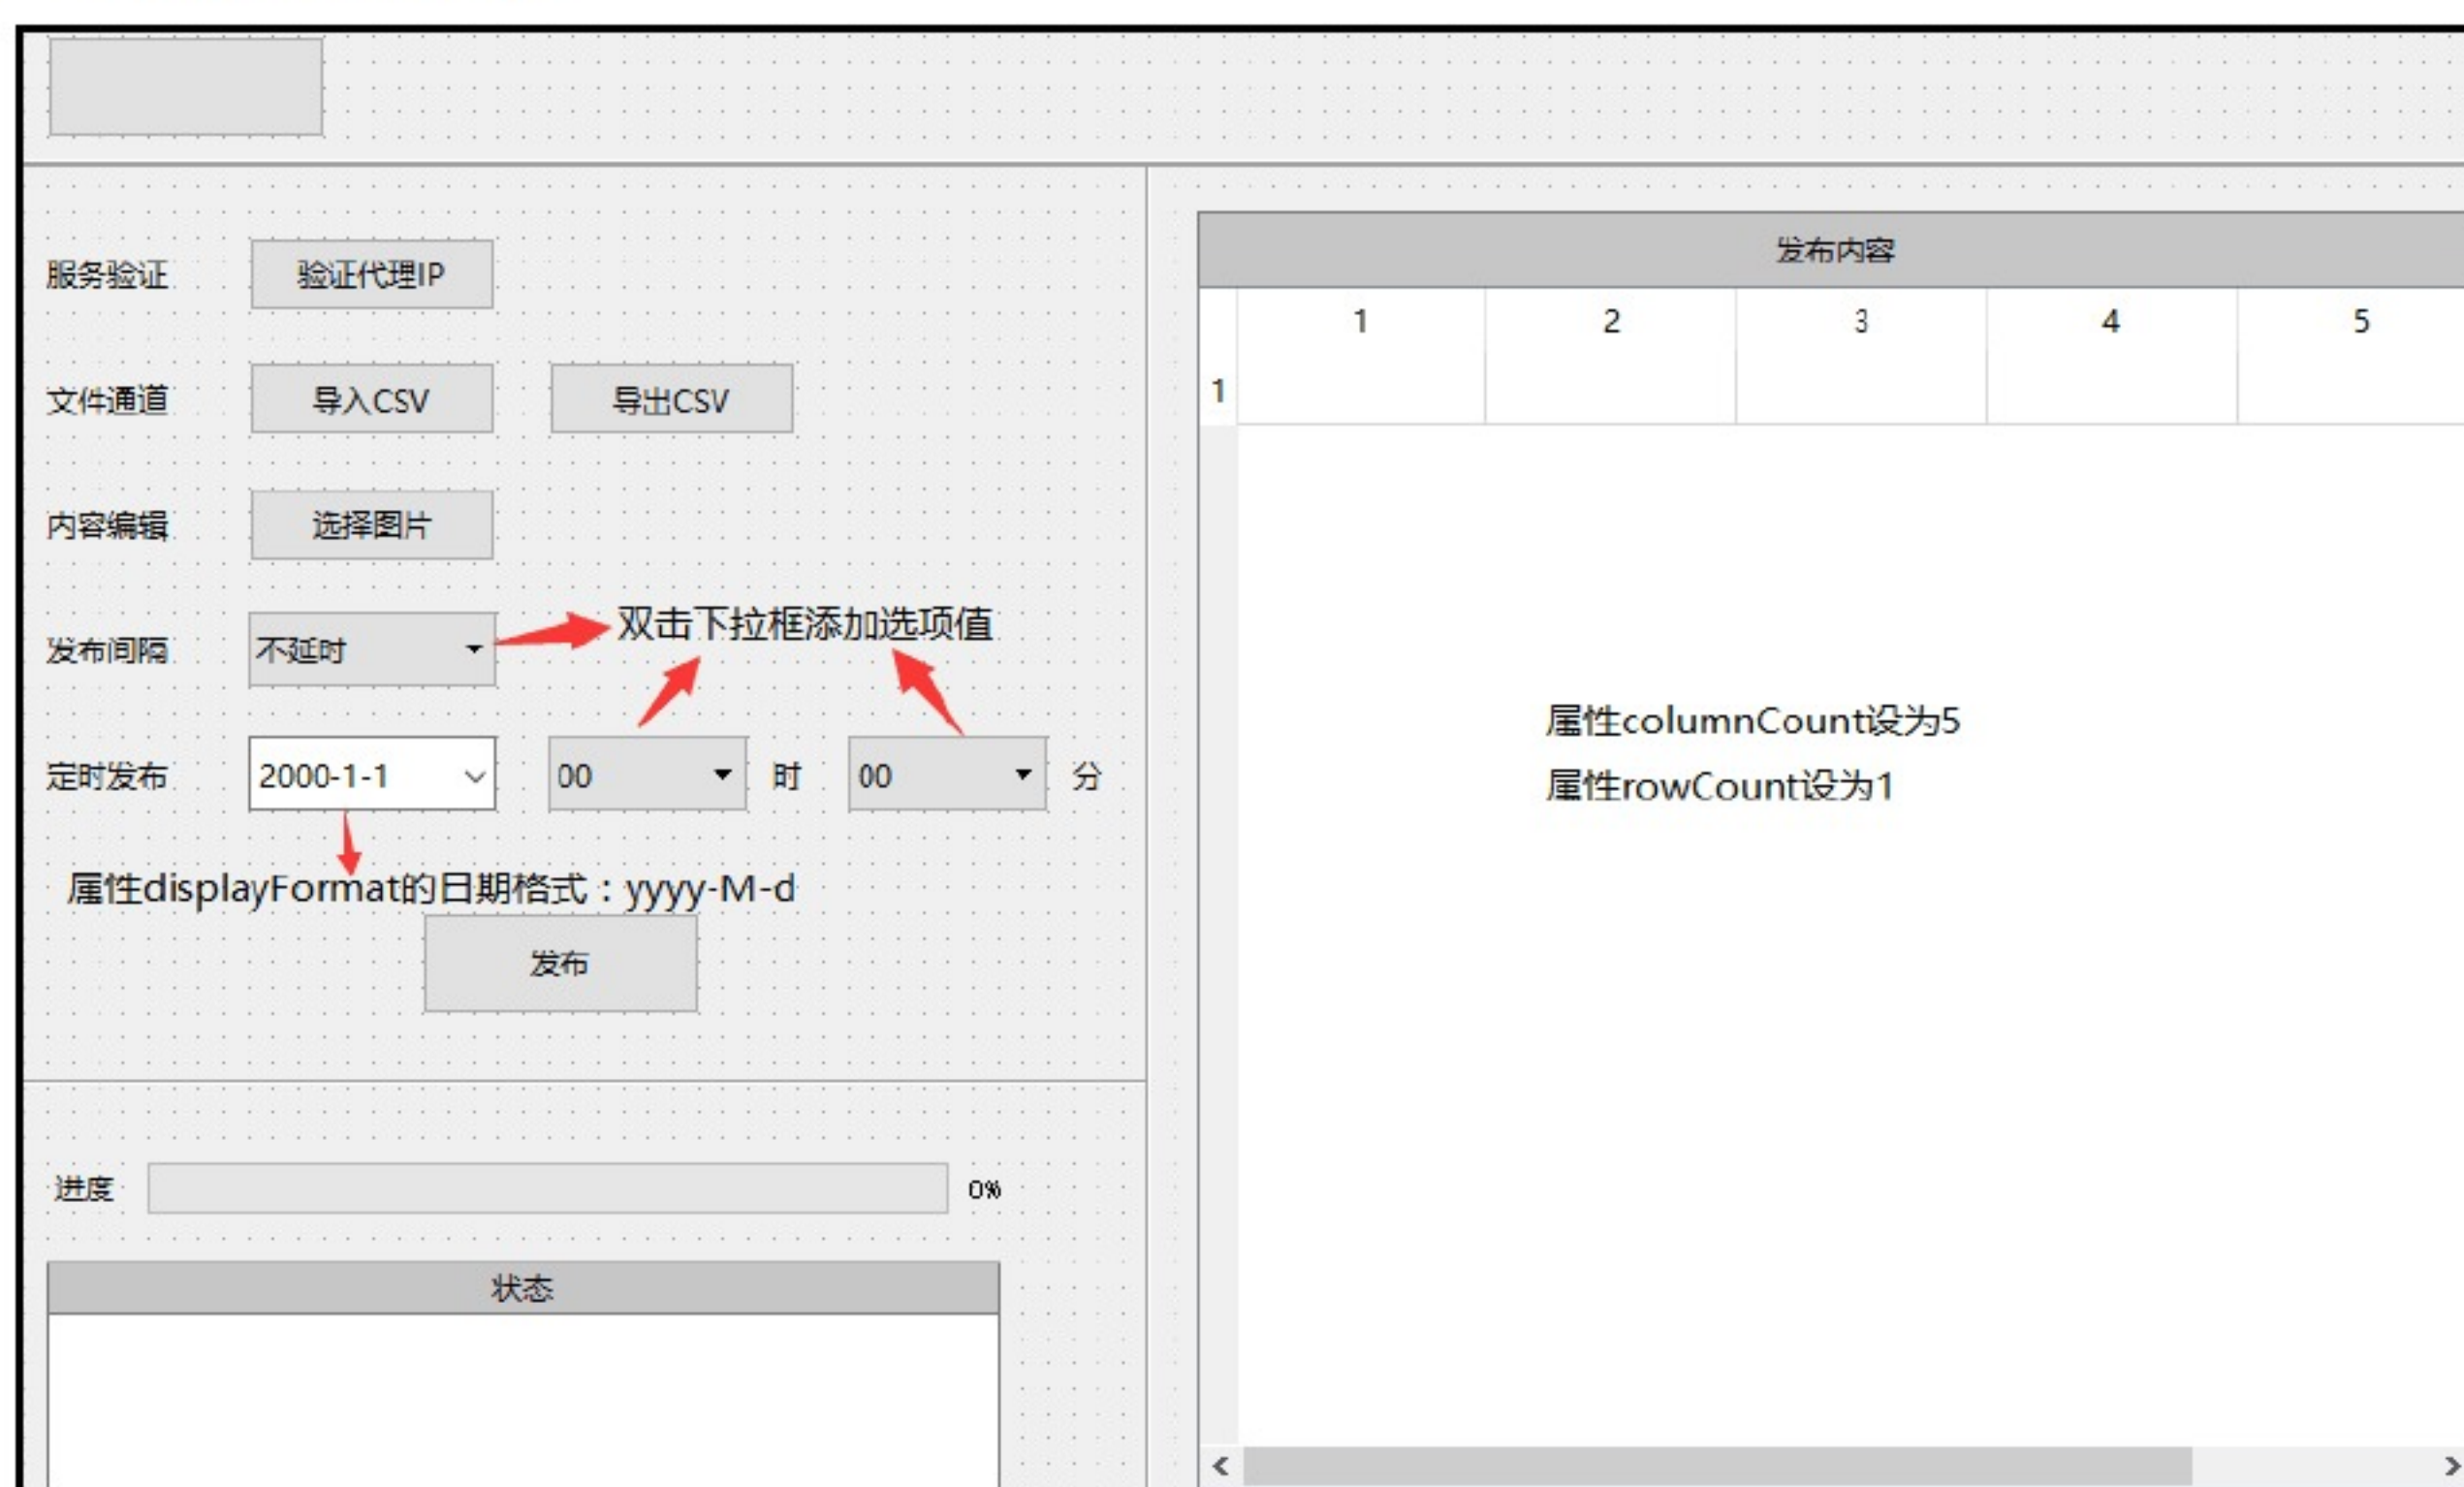 服务验证 验证代理IP
文件通道 导入CSV 导出CSV
内容编辑 选择图片
发布间隔 不延时 双击下拉框添加选项值
定时发布 2000-1-1 00 时 00 分
属性displayFormat的日期格式：yyyy-M-d
发布
进度 0%
状态
发布内容
1 2 3 4 5
1
属性columnCount设为5
属性rowCount设为1